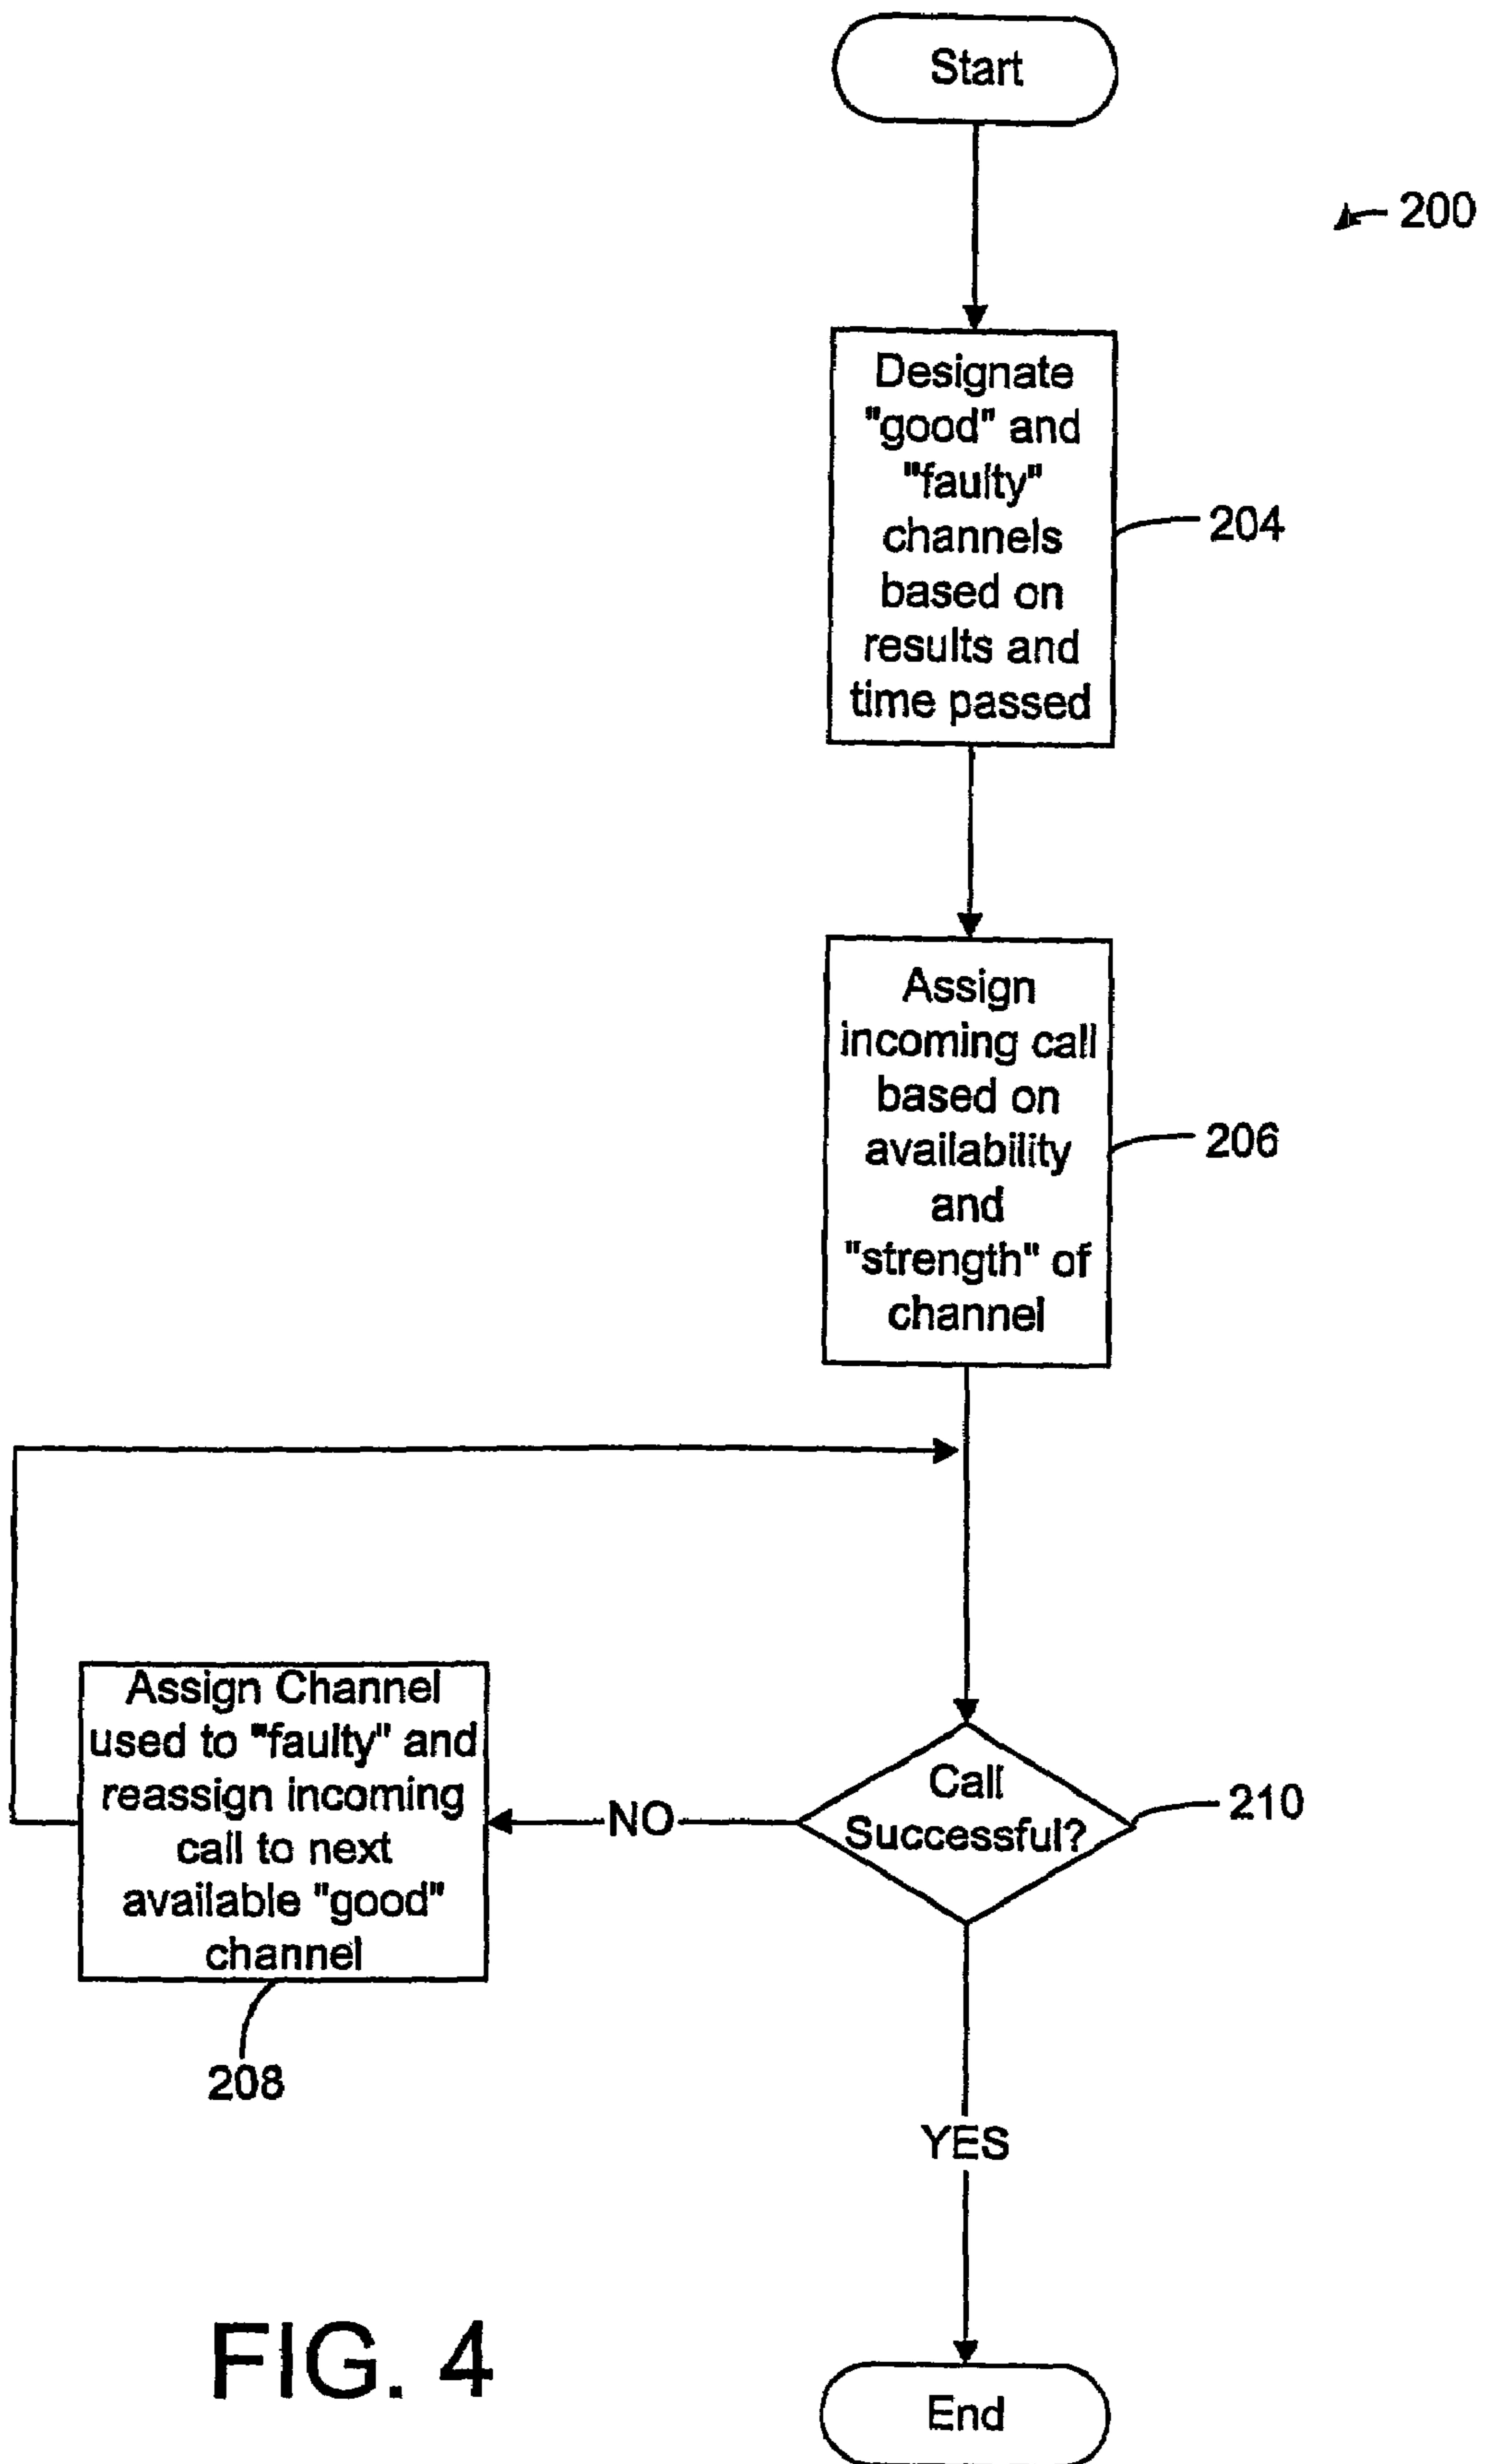 Start
200
Designate
"good" and
"faulty"
channels
based on
results and
time passed
204
Assign
incoming call
based on
availability
and
"strength" of
channel
206
Call
Successful?
210
NO
Assign Channel
used to "faulty" and
reassign incoming
call to next
available "good"
channel
208
YES
End
FIG. 4